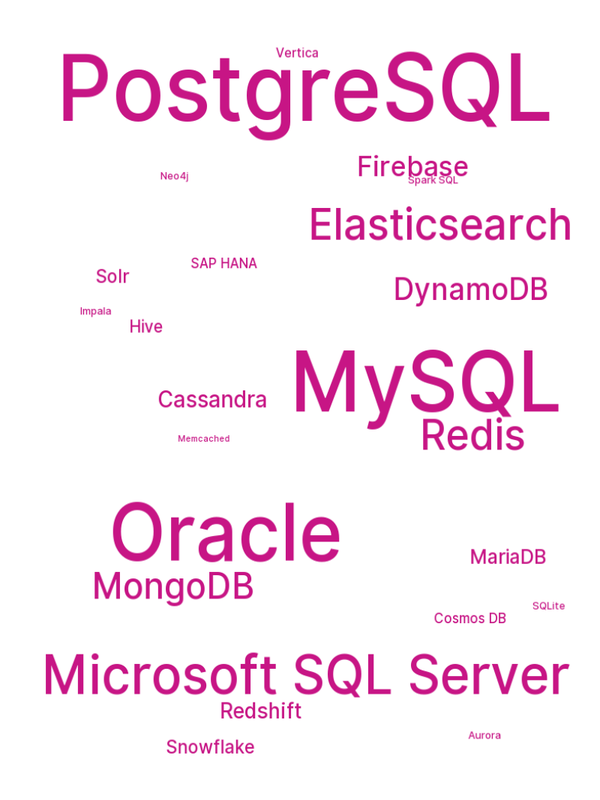 Vertica
PostgreSQL
Firebase
Neo4j
Spark SQL
Elasticsearch
SAP HANA
Solr
DynamoDB
Impala
Hive
MySQL
Cassandra
Redis
Memcached
Oracle
MariaDB
MongoDB
SQLite
Cosmos DB
Microsoft SQL Server
Redshift
Aurora
Snowflake